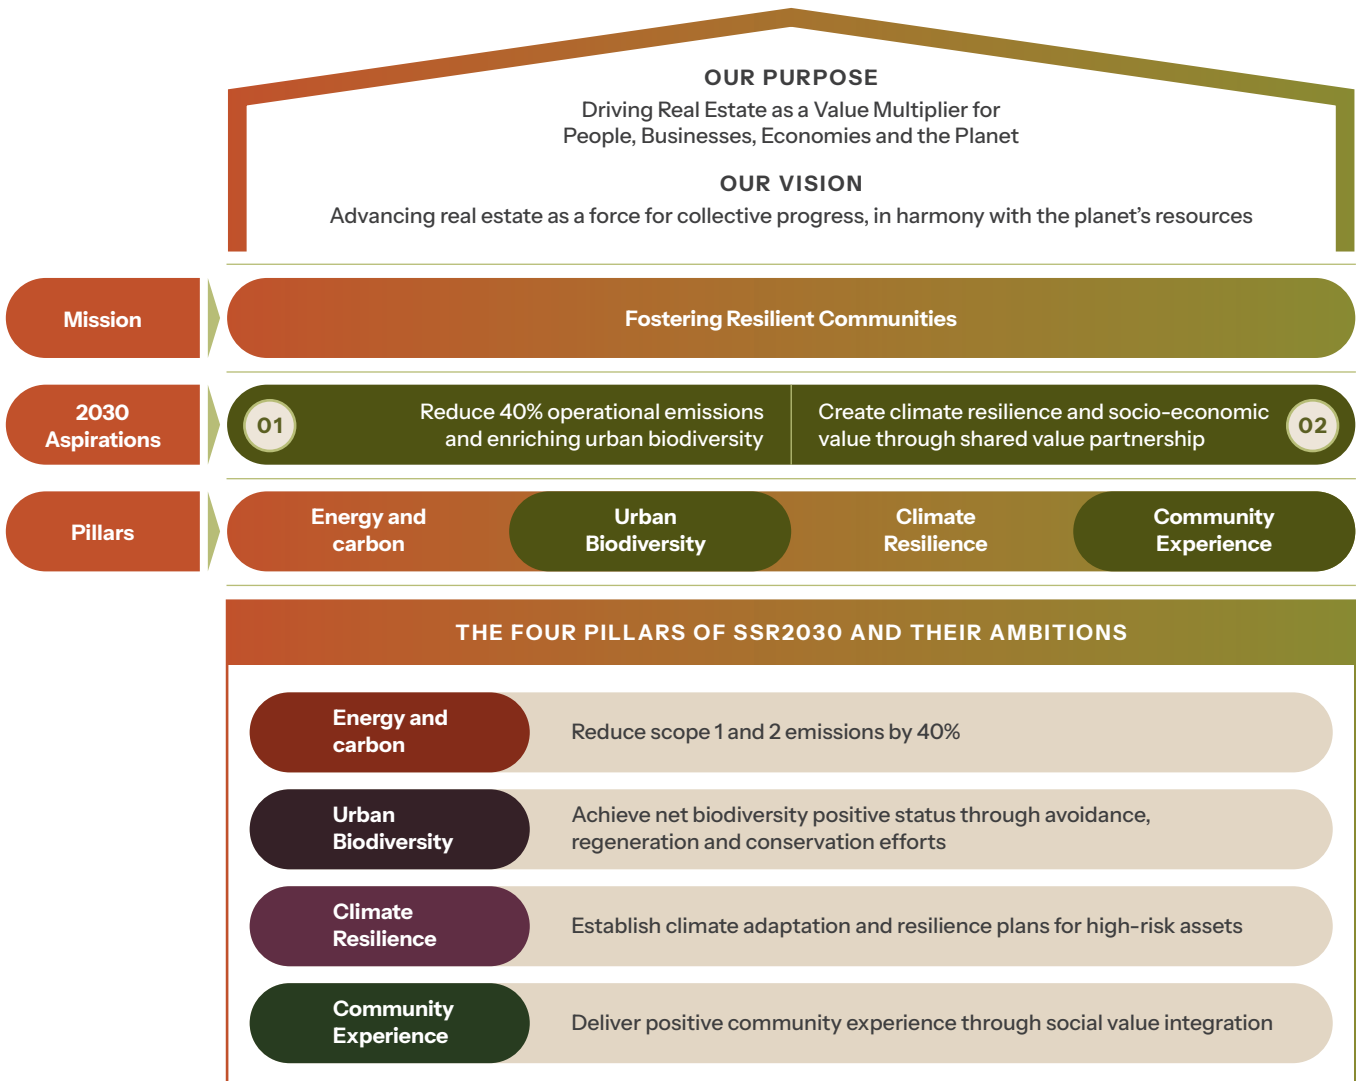 OUR PURPOSE
Driving Real Estate as a Value Multiplier for
People, Businesses, Economies and the Planet
OUR VISION
Advancing real estate as a force for collective progress, in harmony with the planet’s resources
Mission
Fostering Resilient Communities
2030
Aspirations
01
Reduce 40% operational emissions
and enriching urban biodiversity
Create climate resilience and socio-economic
value through shared value partnership
02
Pillars
Energy and
carbon
Urban
Biodiversity
Climate
Resilience
Community
Experience
THE FOUR PILLARS OF SSR2030 AND THEIR AMBITIONS
Energy and
carbon
Reduce scope 1 and 2 emissions by 40%
Urban
Biodiversity
Achieve net biodiversity positive status through avoidance,
regeneration and conservation efforts
Climate
Resilience
Establish climate adaptation and resilience plans for high-risk assets
Community
Experience
Deliver positive community experience through social value integration